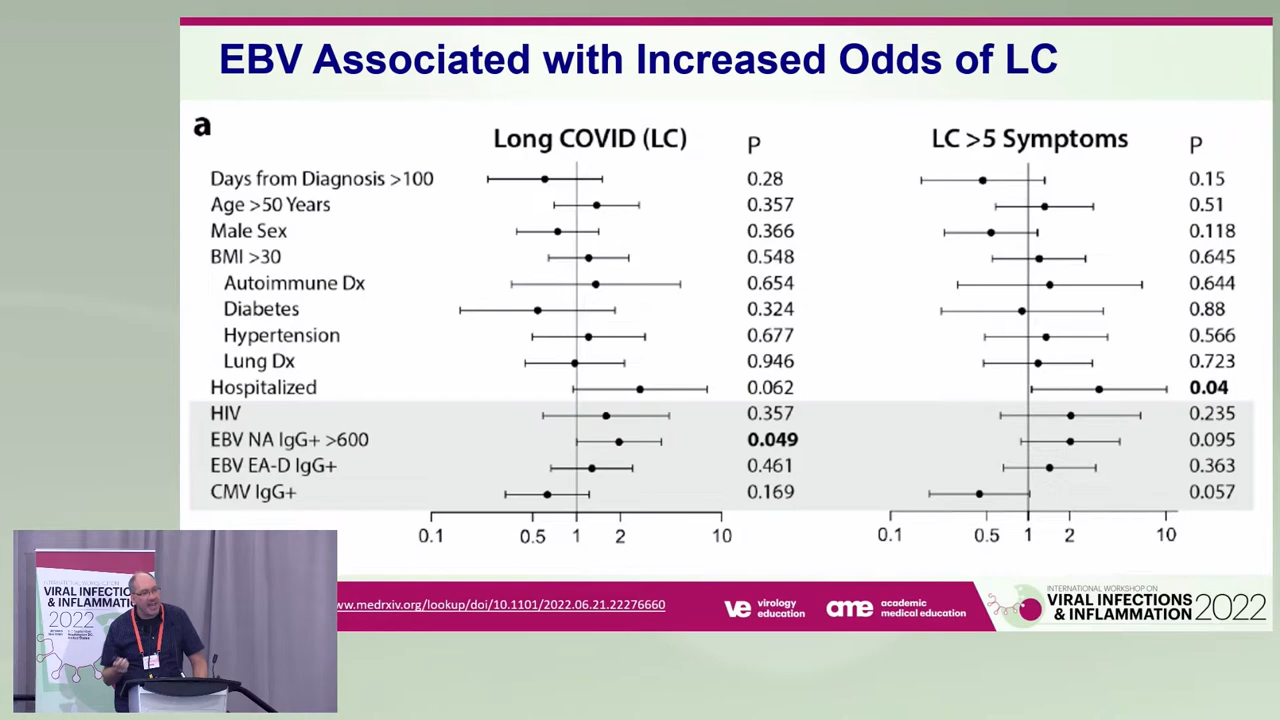 EBV Associated with Increased Odds of LC
a
Long COVID (LC) P LC >5 Symptoms P
Days from Diagnosis >100 0.28 0.15
Age >50 Years 0.357 0.51
Male Sex 0.366 0.118
BMI >30 0.548 0.645
Autoimmune Dx 0.654 0.644
Diabetes 0.324 0.88
Hypertension 0.677 0.566
Lung Dx 0.946 0.723
Hospitalized 0.062 0.04
HIV 0.357 0.235
EBV NA IgG+ >600 0.049 0.095
EBV EA-D IgG+ 0.461 0.363
CMV IgG+ 0.169 0.057
0.1 0.5 1 2 10 0.1 0.5 1 2 10
ww.medrxiv.org/lookup/doi/10.1101/2022.06.21.22276660
ve virology education
ame academic medical education
INTERNATIONAL WORKSHOP ON
VIRAL INFECTIONS
& INFLAMMATION 2022
INTERNATIONAL WORKSHOP
VIRAL INFECTIONS
& INFLAMMATI
2022